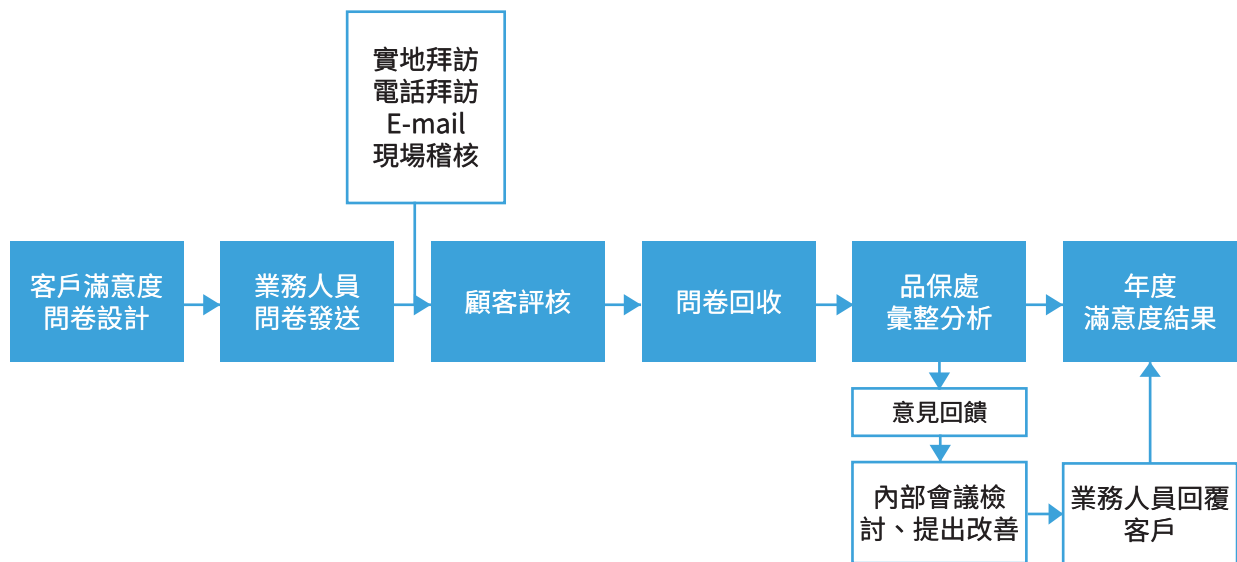 實地拜訪
電話拜訪
E-mail
現場稽核
客戶滿意度
問卷設計
業務人員
問卷發送
顧客評核
問卷回收
品保處
彙整分析
年度
滿意度結果
意見回饋
內部會議檢
討、提出改善
業務人員回覆
客戶